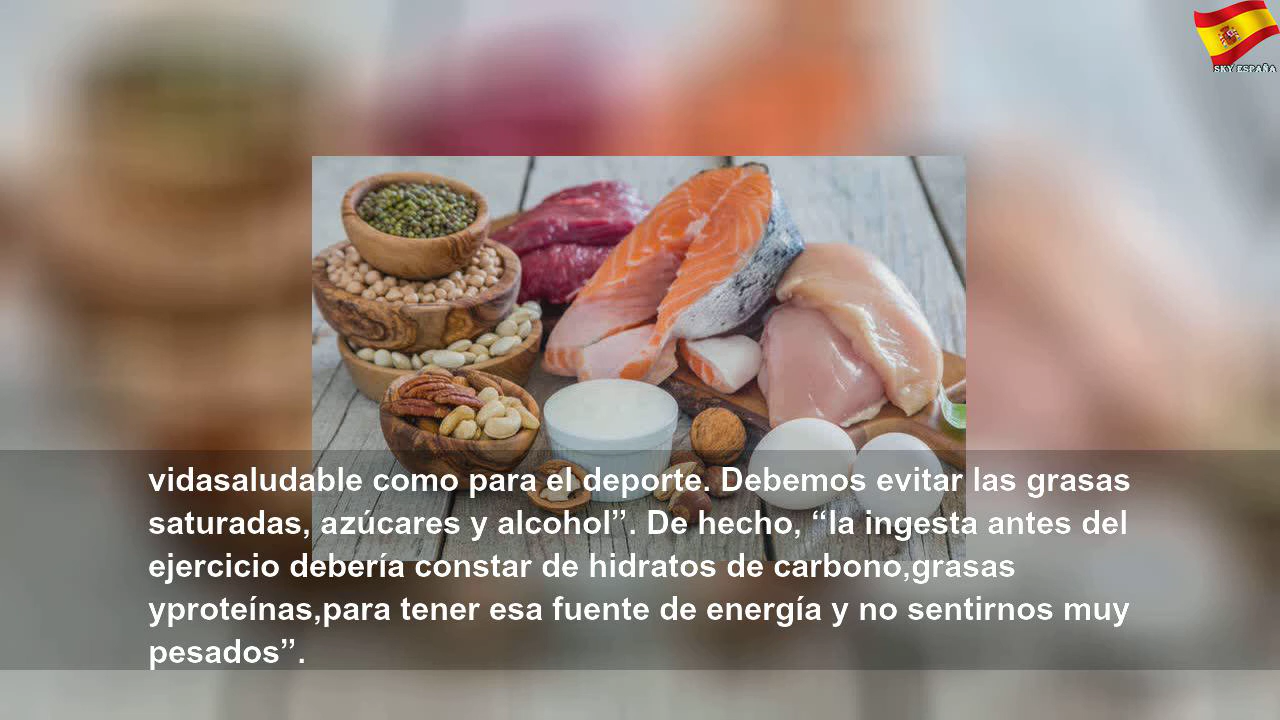 SKY ESPAÑA
vidasaludable como para el deporte. Debemos evitar las grasas
saturadas, azúcares y alcohol”. De hecho, “la ingesta antes del
ejercicio debería constar de hidratos de carbono,grasas
yproteínas,para tener esa fuente de energía y no sentirnos muy
pesados”.